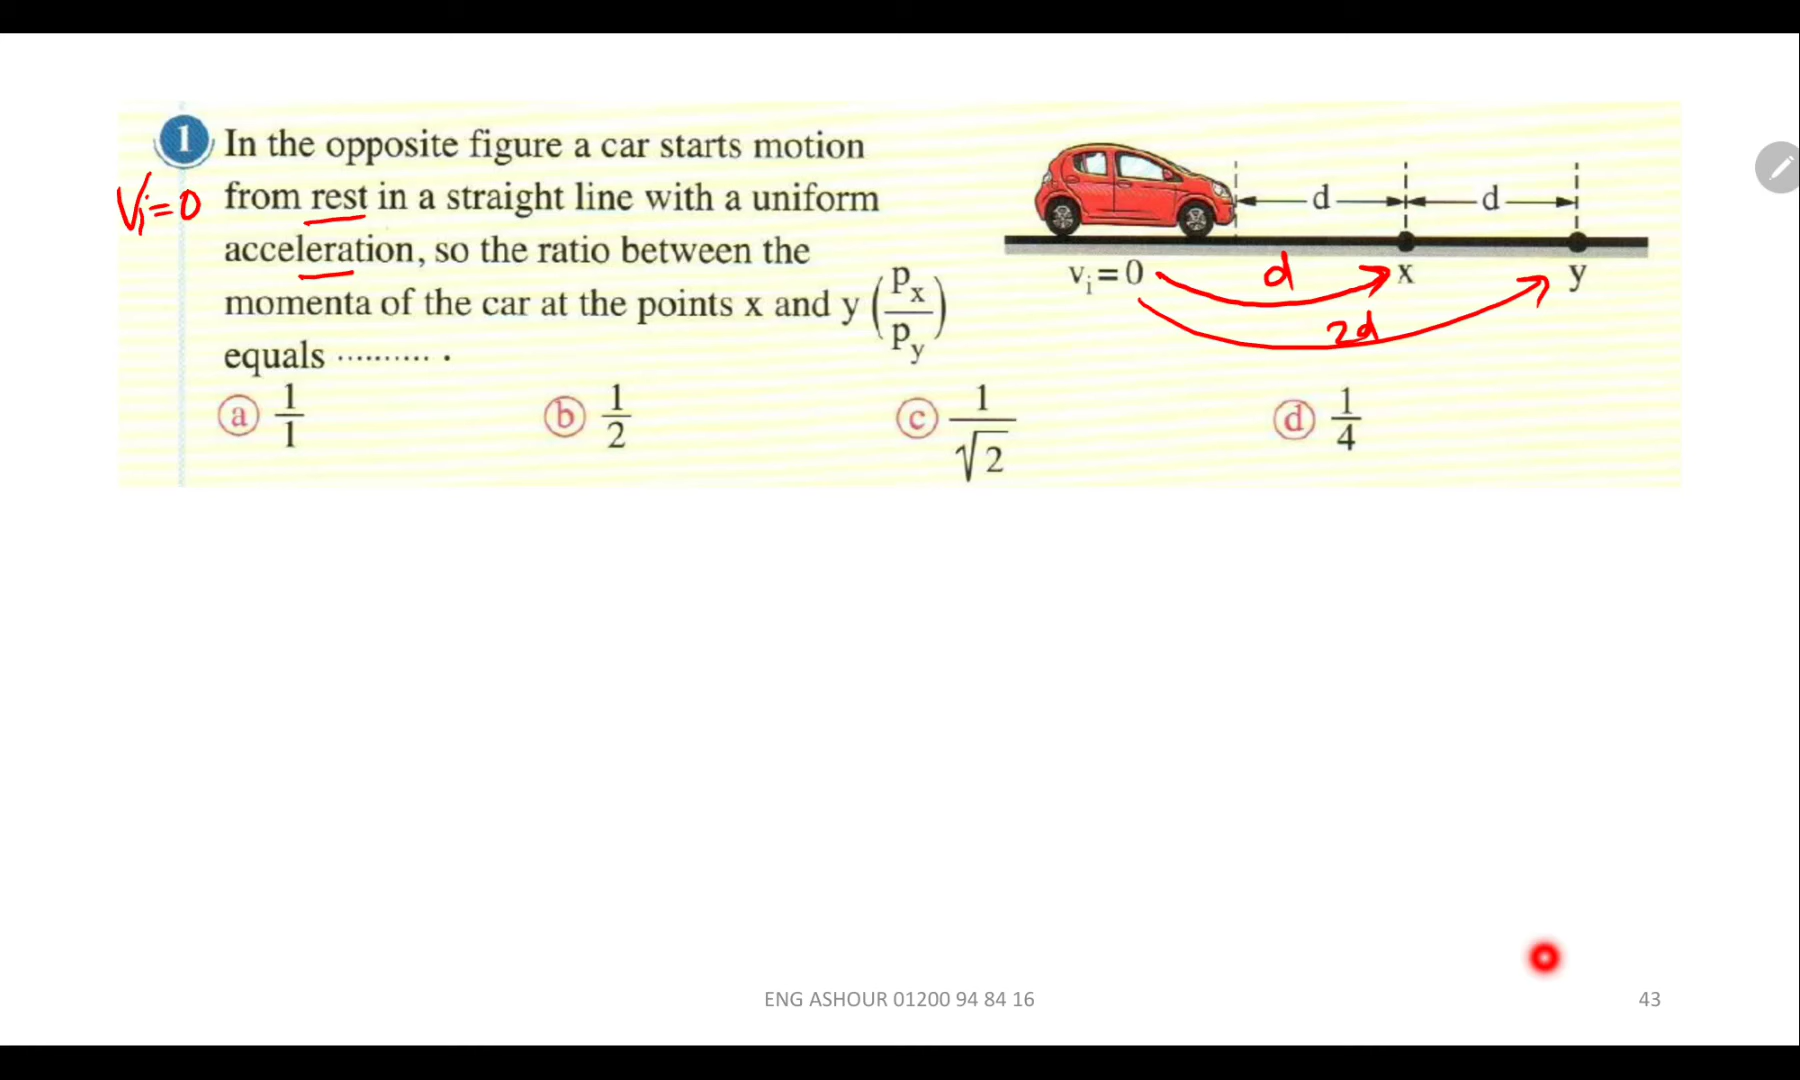 1 In the opposite figure a car starts motion
Vi=0 from rest in a straight line with a uniform
acceleration, so the ratio between the
momenta of the car at the points x and y (Px/Py)
equals .......... .
a 1/1 b 1/2 c 1/√2 d 1/4
d d
vi = 0 d x y
2d
ENG ASHOUR 01200 94 84 16 43